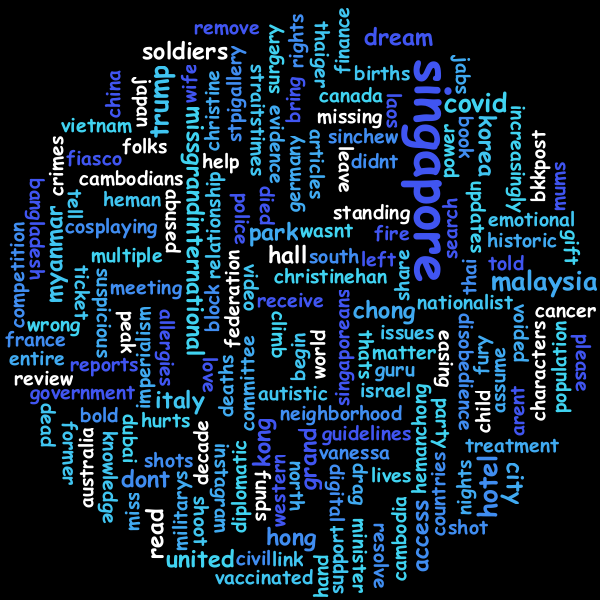 remove
dream
soldiers
wife
christine
stpigallery
straitstimes
surgery
evidence
bring
rights
thaiger
finance
births
jabs
singapore
covid
china
japan
trump
missgrandinternational
canada
laos
book
korea
power
vietnam
missing
sinchew
increasingly
crimes
folks
help
germany
articles
leave
didnt
bkkpost
fiasco
cambodians
relationship
police
died
updates
mums
bangladesh
tell
heman
abused
standing
search
emotional
gift
myanmar
cosplaying
park
wasnt
fire
historic
thai
competition
multiple
block
federation
hall
south
left
told
ticket
suspicious
meeting
video
christinehan
share
malaysia
france
wrong
peak
imperialism
allergies
receive
singaporeans
chong
nationalist
voided
cancer
entire
love
climb
begin
world
thats
issues
easing
disobedience
fury
characters
population
please
review
reports
deaths
committee
matter
guru
assume
government
italy
autistic
israel
child
arent
dead
bold
hurts
neighborhood
hemanchong
party
former
australia
knowledge
dubai
decade
instagram
kong
grand
guidelines
treatment
shots
diplomatic
spurt
western
north
vanessa
countries
nights
hotel
city
miss
dont
military
shoot
digital
drag
lives
access
read
hong
minister
resolve
cambodia
cshot
united
civil
link
support
hand
vaccinated